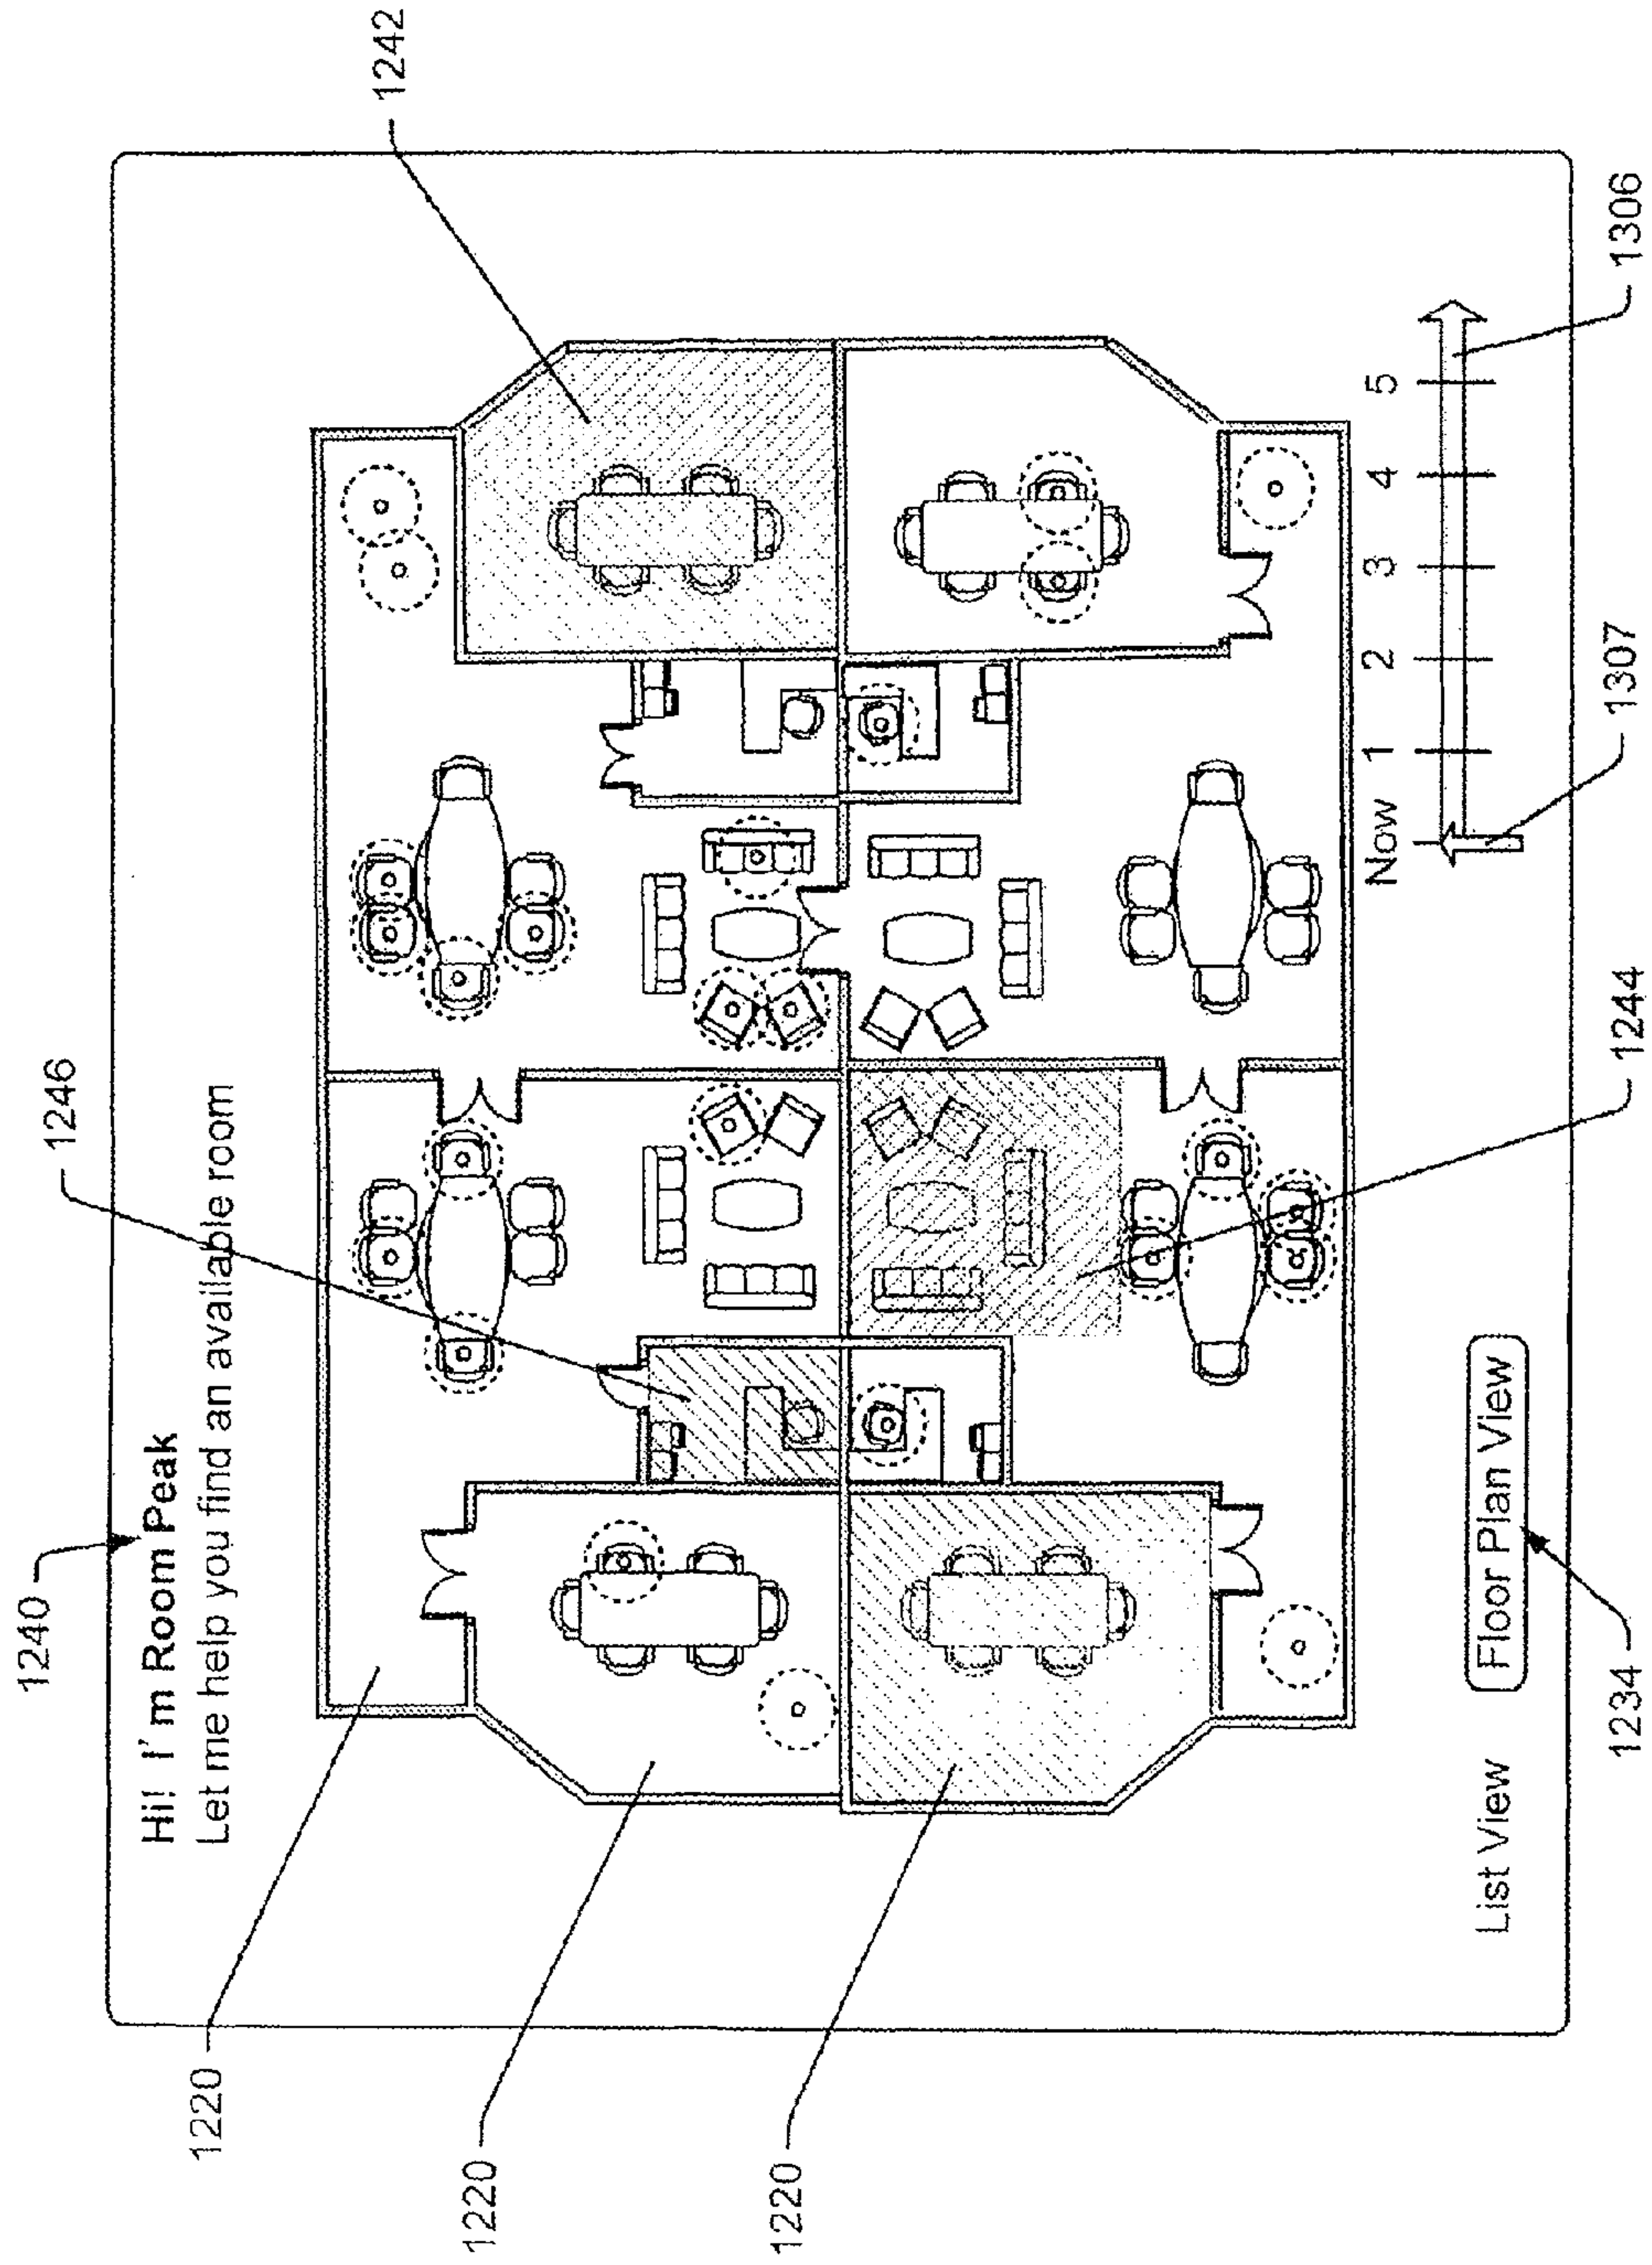 1240
Hi! I'm Room Peak
Let me help you find an available room
1246
1242
1220
1220
1220
Now 1 2 3 4 5
List View Floor Plan View
1234
1244
1307
1306